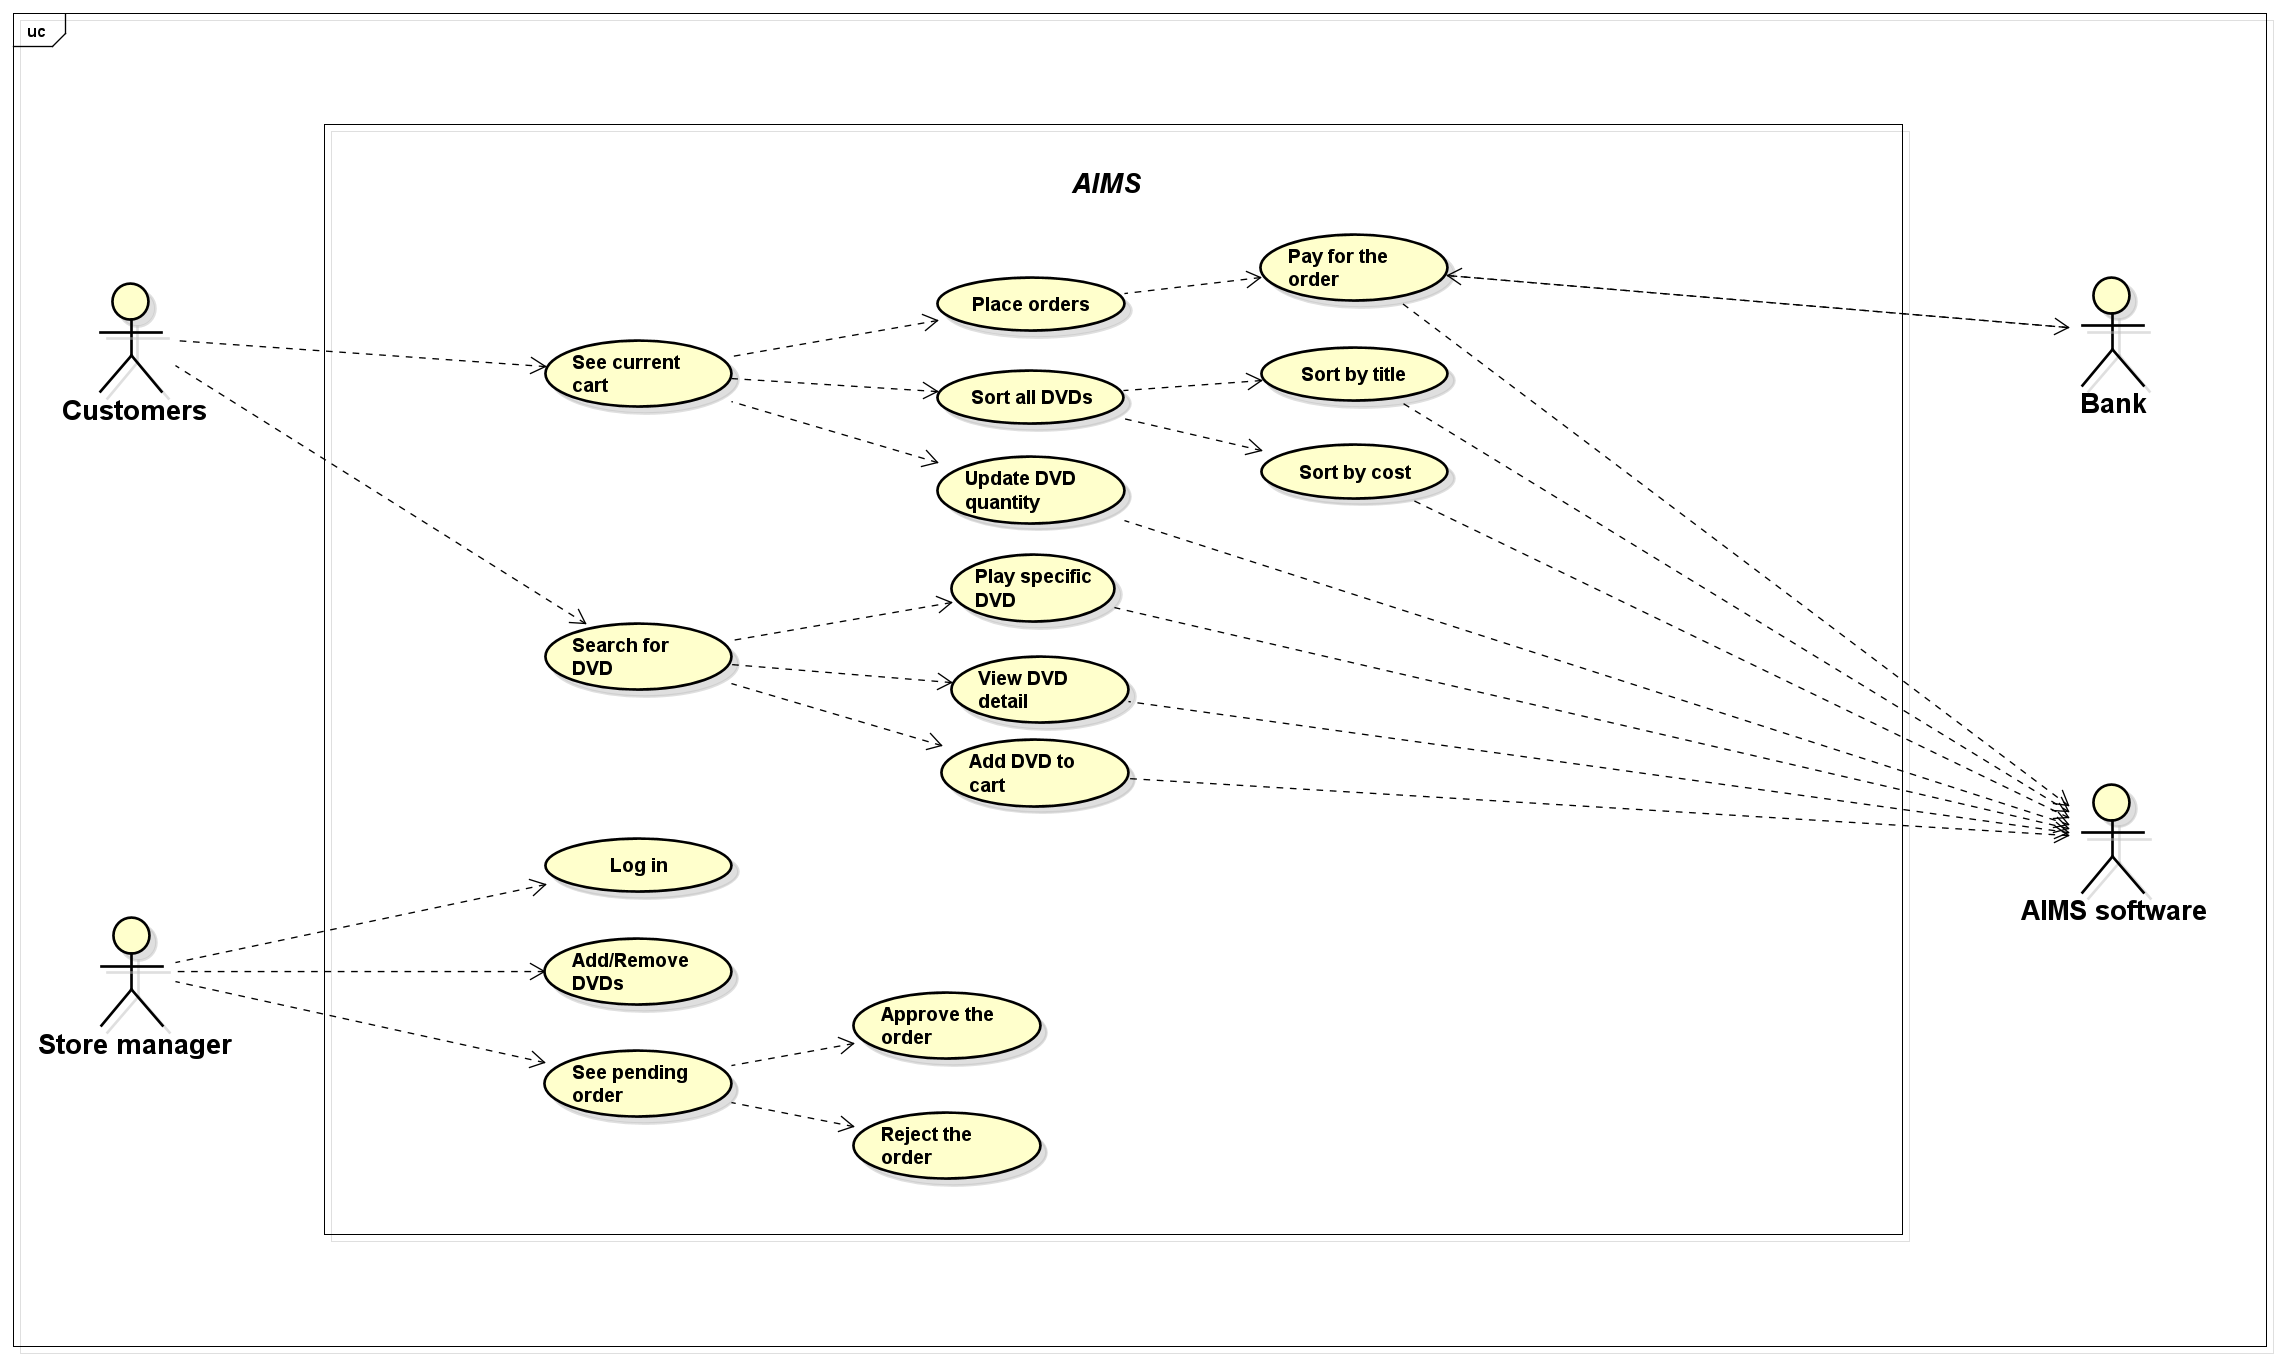 uc
AIMS
Customers
See current
cart
Place orders
Pay for the
order
Sort all DVDs
Sort by title
Sort by cost
Update DVD
quantity
Bank
Search for
DVD
Play specific
DVD
View DVD
detail
Add DVD to
cart
AIMS software
Store manager
Log in
Add/Remove
DVDs
See pending
order
Approve the
order
Reject the
order